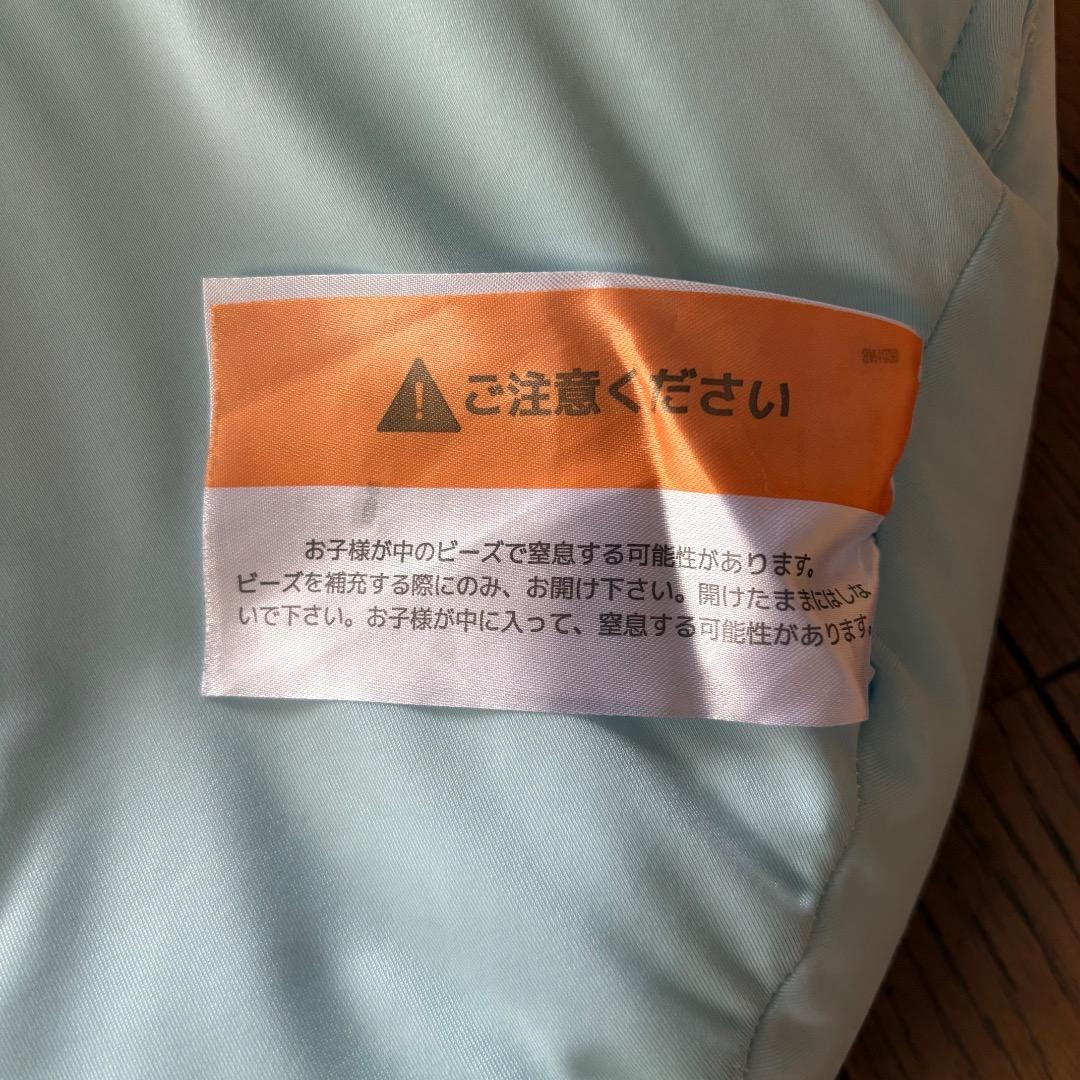 ご注意ください
お子様が中のビーズで窒息する可能性があります。
ビーズを補充する際にのみ、お開け下さい。開けたままにはしな
いで下さい。お子様が中に入って、窒息する可能性があります。